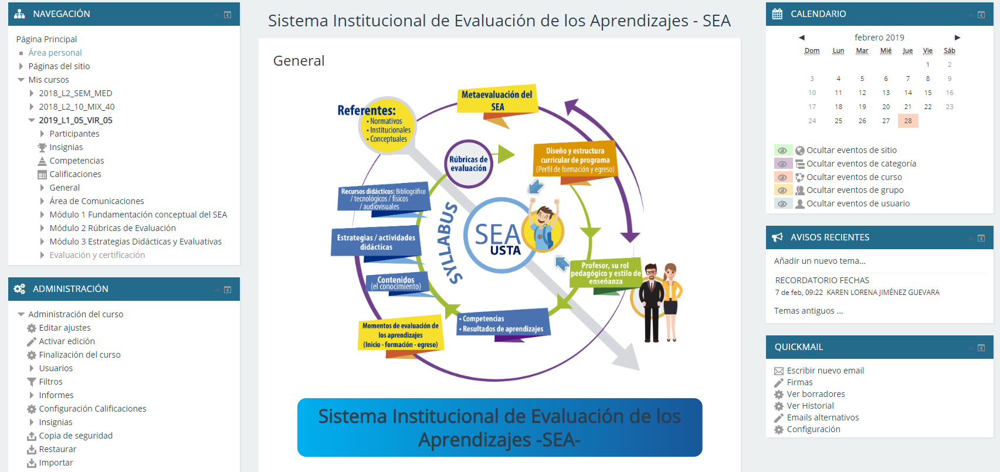 NAVEGACIÓN
Página Principal
Área personal
Páginas del sitio
Mis cursos
2018_L2_SEM_MED
2018_L2_10_MIX_40
2019_L1_05_VIR_05
Participantes
Insignias
Competencias
Calificaciones
General
Área de Comunicaciones
Módulo 1 Fundamentación conceptual del SEA
Módulo 2 Rúbricas de Evaluación
Módulo 3 Estrategias Didácticas y Evaluativas
Evaluación y certificación
ADMINISTRACIÓN
Administración del curso
Editar ajustes
Activar edición
Finalización del curso
Usuarios
Filtros
Informes
Configuración Calificaciones
Insignias
Copia de seguridad
Restaurar
Importar
Sistema Institucional de Evaluación de los Aprendizajes - SEA
General
Metaevaluación del
SEA
Referentes:
• Normativos
• Institucionales
• Conceptuales
Rúbricas de
evaluación
Diseño y estructura
curricular de programa
(Perfil de formación y egreso)
Recursos didácticos: Bibliográfico
/ tecnológicos / físicos
/ audiovisuales
Estrategias / actividades
didácticas
SYLLABUS
SEA
USTA
Contenidos
(el conocimiento)
Profesor, su rol
pedagógico y estilo de
enseñanza
Momentos de evaluación de
los aprendizajes
(Inicio - formación - egreso)
• Competencias
• Resultados de aprendizajes
Sistema Institucional de Evaluación de los
Aprendizajes -SEA-
CALENDARIO
◀ febrero 2019 ▶
Dom Lun Mar Mié Jue Vie Sáb
1 2
3 4 5 6 7 8 9
10 11 12 13 14 15 16
17 18 19 20 21 22 23
24 25 26 27 28
Ocultar eventos de sitio
Ocultar eventos de categoría
Ocultar eventos de curso
Ocultar eventos de grupo
Ocultar eventos de usuario
AVISOS RECIENTES
Añadir un nuevo tema...
RECORDATORIO FECHAS
7 de feb, 09:22 KAREN LORENA JIMÉNEZ GUEVARA
Temas antiguos ...
QUICKMAIL
Escribir nuevo email
Firmas
Ver borradores
Ver Historial
Emails alternativos
Configuración